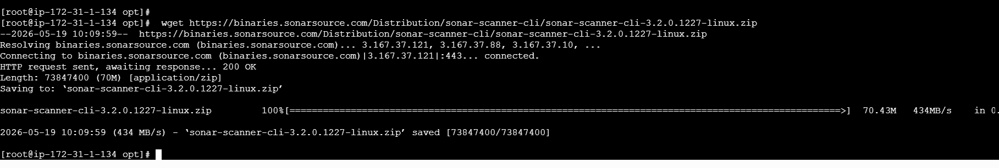 [root@ip-172-31-1-134 opt]#
[root@ip-172-31-1-134 opt]#  wget https://binaries.sonarsource.com/Distribution/sonar-scanner-cli/sonar-scanner-cli-3.2.0.1227-linux.zip
--2026-05-19 10:09:59--  https://binaries.sonarsource.com/Distribution/sonar-scanner-cli/sonar-scanner-cli-3.2.0.1227-linux.zip
Resolving binaries.sonarsource.com (binaries.sonarsource.com)... 3.167.37.121, 3.167.37.88, 3.167.37.10, ...
Connecting to binaries.sonarsource.com (binaries.sonarsource.com)|3.167.37.121|:443... connected.
HTTP request sent, awaiting response... 200 OK
Length: 73847400 (70M) [application/zip]
Saving to: ‘sonar-scanner-cli-3.2.0.1227-linux.zip’
sonar-scanner-cli-3.2.0.1227-linux.zip         100%[===================================================================================================>]  70.43M   434MB/s    in 0.
2026-05-19 10:09:59 (434 MB/s) - ‘sonar-scanner-cli-3.2.0.1227-linux.zip’ saved [73847400/73847400]
[root@ip-172-31-1-134 opt]#